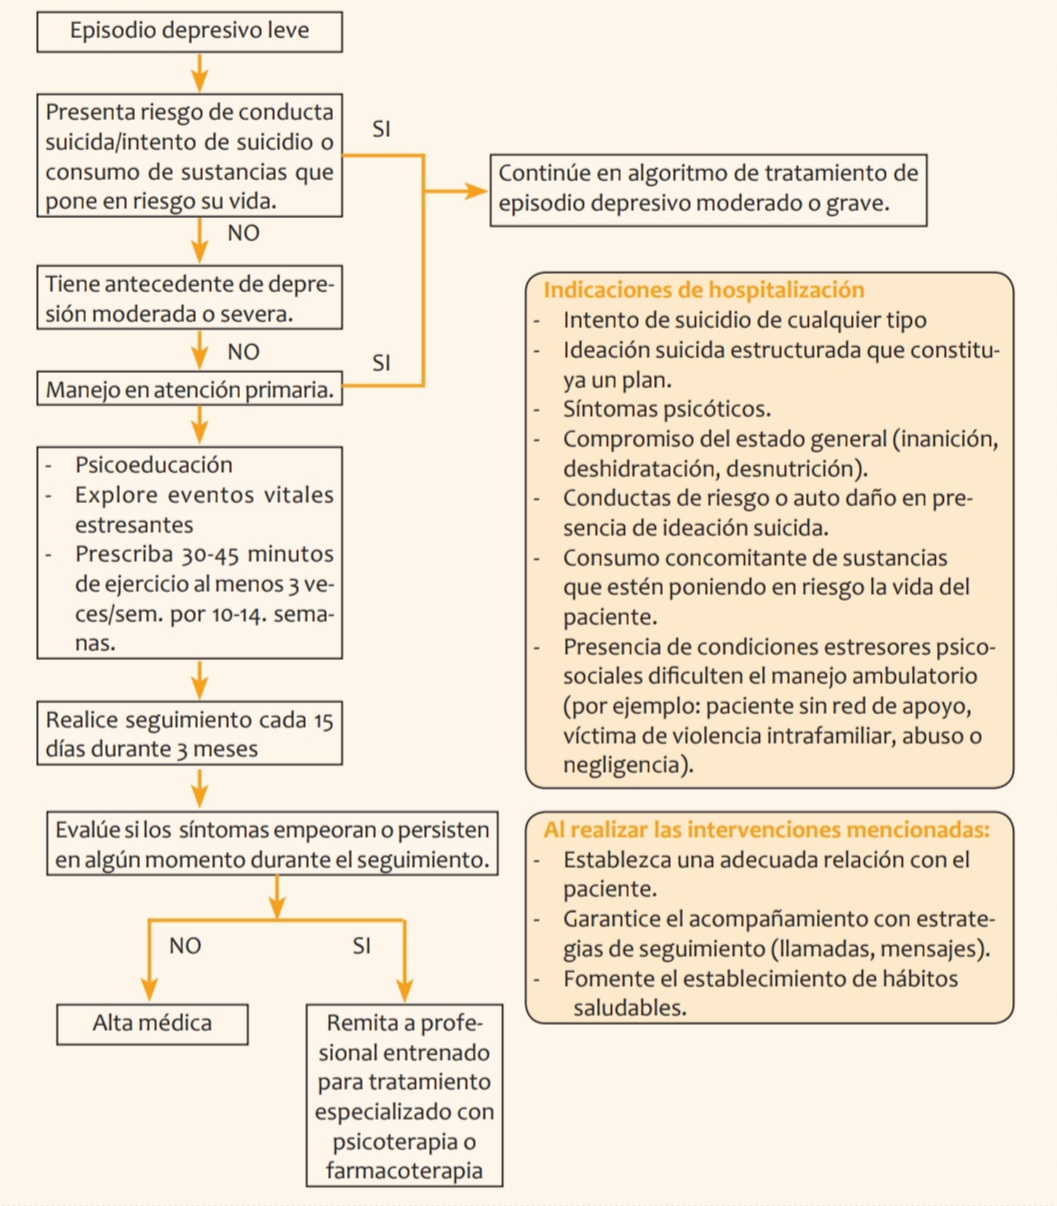 Episodio depresivo leve
Presenta riesgo de conducta
suicida/intento de suicidio o
consumo de sustancias que
pone en riesgo su vida.
SI
Continúe en algoritmo de tratamiento de
episodio depresivo moderado o grave.
NO
Tiene antecedente de depre-
sión moderada o severa.
NO
SI
Manejo en atención primaria.
- Psicoeducación
- Explore eventos vitales
estresantes
- Prescriba 30-45 minutos
de ejercicio al menos 3 ve-
ces/sem. por 10-14. sema-
nas.
Realice seguimiento cada 15
días durante 3 meses
Evalúe si los síntomas empeoran o persisten
en algún momento durante el seguimiento.
NO
SI
Alta médica
Remita a profe-
sional entrenado
para tratamiento
especializado con
psicoterapia o
farmacoterapia
Indicaciones de hospitalización
- Intento de suicidio de cualquier tipo
- Ideación suicida estructurada que constitu-
ya un plan.
- Síntomas psicóticos.
- Compromiso del estado general (inanición,
deshidratación, desnutrición).
- Conductas de riesgo o auto daño en pre-
sencia de ideación suicida.
- Consumo concomitante de sustancias
que estén poniendo en riesgo la vida del
paciente.
- Presencia de condiciones estresores psico-
sociales dificulten el manejo ambulatorio
(por ejemplo: paciente sin red de apoyo,
víctima de violencia intrafamiliar, abuso o
negligencia).
Al realizar las intervenciones mencionadas:
- Establezca una adecuada relación con el
paciente.
- Garantice el acompañamiento con estrate-
gias de seguimiento (llamadas, mensajes).
- Fomente el establecimiento de hábitos
saludables.